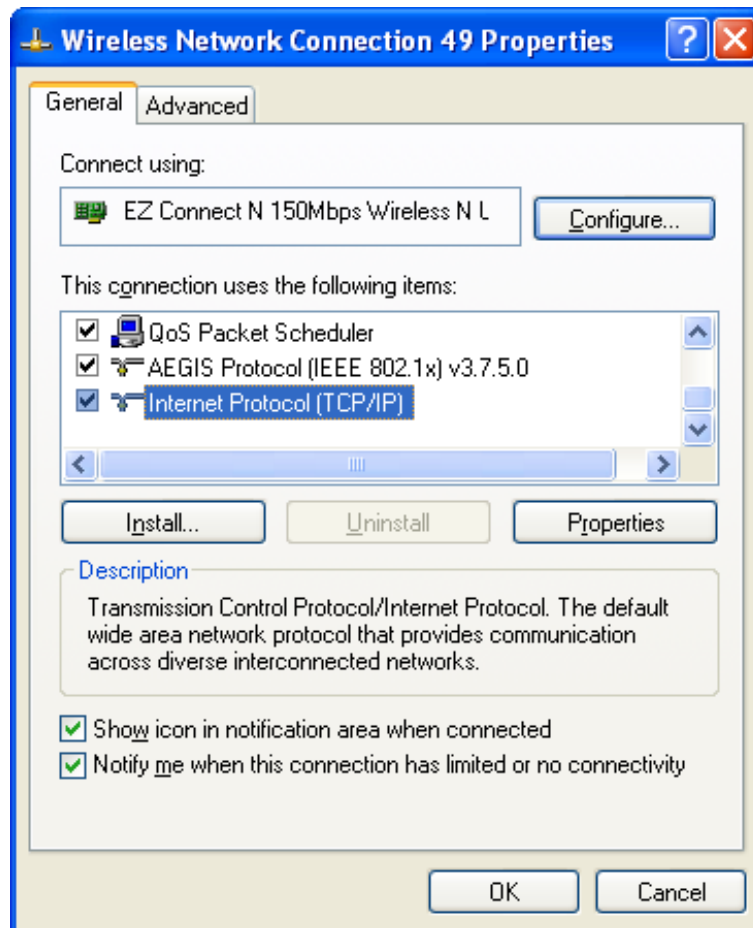 Wireless Network Connection 49 Properties
General Advanced
Connect using:
EZ Connect N 150Mbps Wireless N U
Configure...
This connection uses the following items:
QoS Packet Scheduler
AEGIS Protocol (IEEE 802.1x) v3.7.5.0
Internet Protocol (TCP/IP)
Install... Uninstall Properties
Description
Transmission Control Protocol/Internet Protocol. The default
wide area network protocol that provides communication
across diverse interconnected networks.
Show icon in notification area when connected
Notify me when this connection has limited or no connectivity
OK Cancel